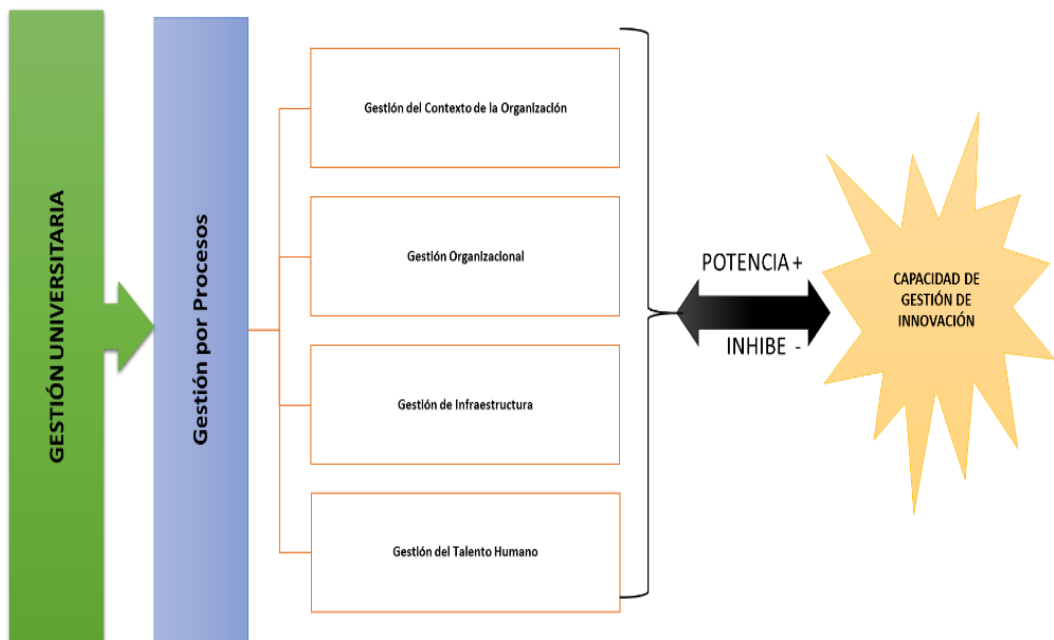 GESTIÓN UNIVERSITARIA
Gestión por Procesos
Gestión del Contexto de la Organización
Gestión Organizacional
Gestión de Infraestructura
Gestión del Talento Humano
POTENCIA +
INHIBE -
CAPACIDAD DE
GESTIÓN DE
INNOVACIÓN